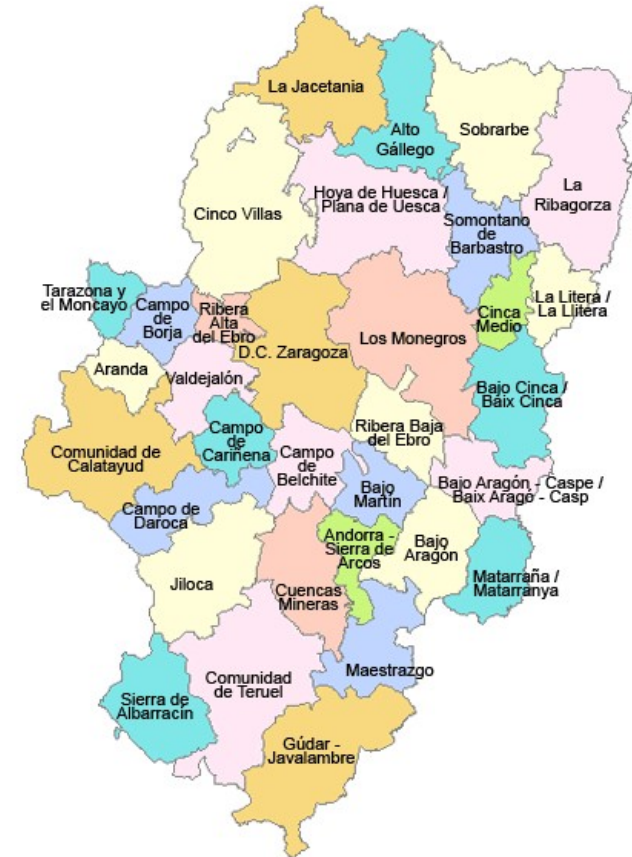 La Jacetania
Alto
Gállego
Sobrarbe
La
Ribagorza
Hoya de Huesca /
Plana de Uesca
Cinco Villas
Somontano
de
Barbastro
Tarazona y
el Moncayo
Campo
de
Borja
Ribera
Alta
del Ebro
D.C. Zaragoza
Los Monegros
Cinca
Medio
La Litera /
La Llitera
Aranda
Valdejalón
Bajo Cinca /
Baix Cinca
Comunidad de
Calatayud
Campo
de
Cariñena
Campo
de
Belchite
Ribera Baja
del Ebro
Bajo Aragón - Caspe /
Baix Aragó - Casp
Campo de
Daroca
Bajo
Martín
Andorra -
Sierra de
Arcos
Bajo
Aragón
Matarraña /
Matarranya
Jiloca
Cuencas
Mineras
Maestrazgo
Comunidad
de Teruel
Sierra de
Albarracín
Gúdar -
Javalambre